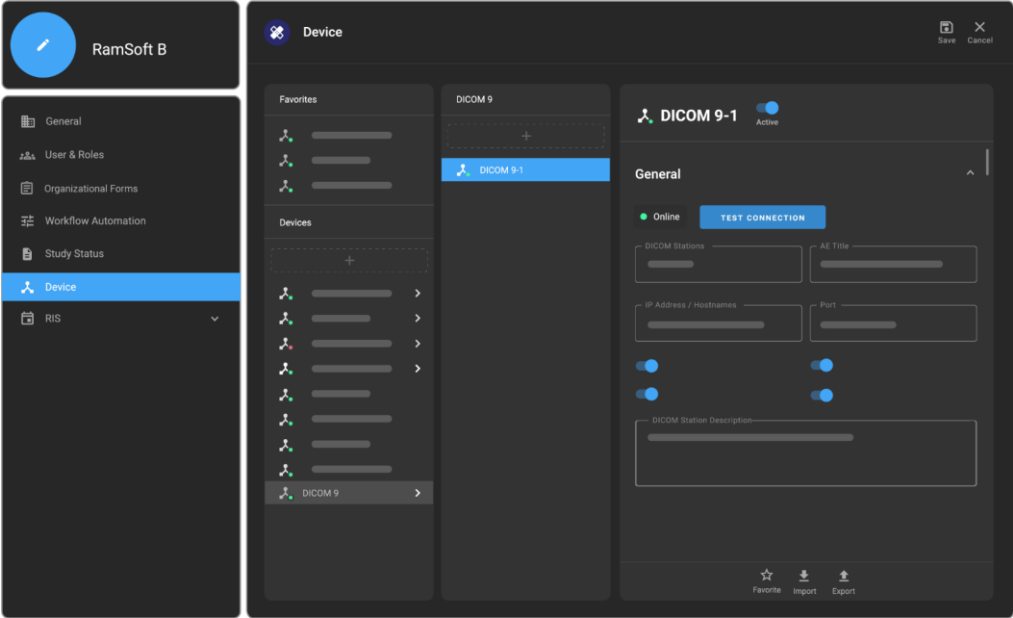 RamSoft B
General
User & Roles
Organizational Forms
Workflow Automation
Study Status
Device
RIS
Device
Save
Cancel
Favorites
Devices
DICOM 9
DICOM 9
DICOM 9-1
DICOM 9-1
Active
General
Online
TEST CONNECTION
DICOM Stations
AE Title
IP Address / Hostnames
Port
DICOM Station Description
Favorite
Import
Export